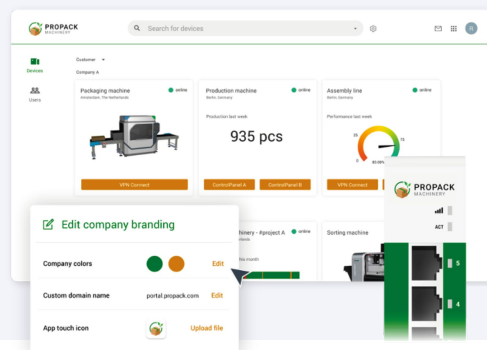 PROPACK
MACHINERY
Search for devices
R
Devices
Users
Customer
Company A
Packaging machine
online
Amsterdam, The Netherlands
VPN Connect
Production machine
online
Berlin, Germany
Production last week
935 pcs
ControlPanel A
ControlPanel B
Assembly line
online
Berlin, Germany
Performance last week
VPN Connect
online
Sorting machine
PROPACK
MACHINERY
ACT
5
4
Edit company branding
Company colors
Edit
Custom domain name
portal.propack.com
Edit
App touch icon
Upload file